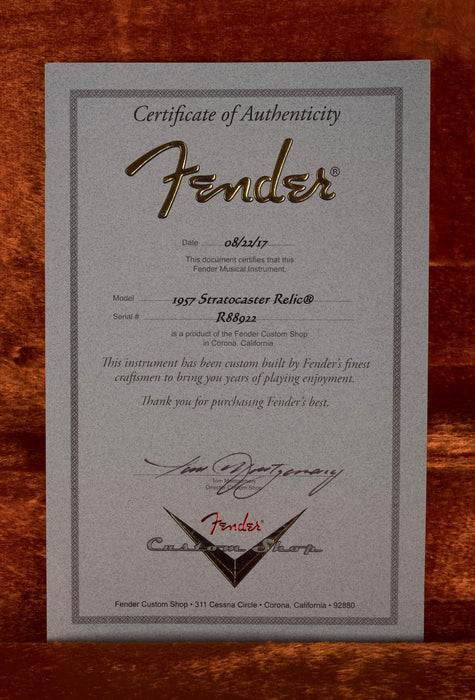 Certificate of Authenticity
Fender®
Date 08/22/17
This document certifies that this
Fender Musical Instrument,
Model 1957 Stratocaster Relic®
Serial # R88922
is a product of the Fender Custom Shop
in Corona, California.
This instrument has been custom built by Fender's finest
craftsmen to bring you years of playing enjoyment.
Thank you for purchasing Fender's best.
Tom Montgomery
Tom Montgomery
Director Custom Shop
Fender®
Custom Shop
Fender Custom Shop • 311 Cessna Circle • Corona, California • 92880